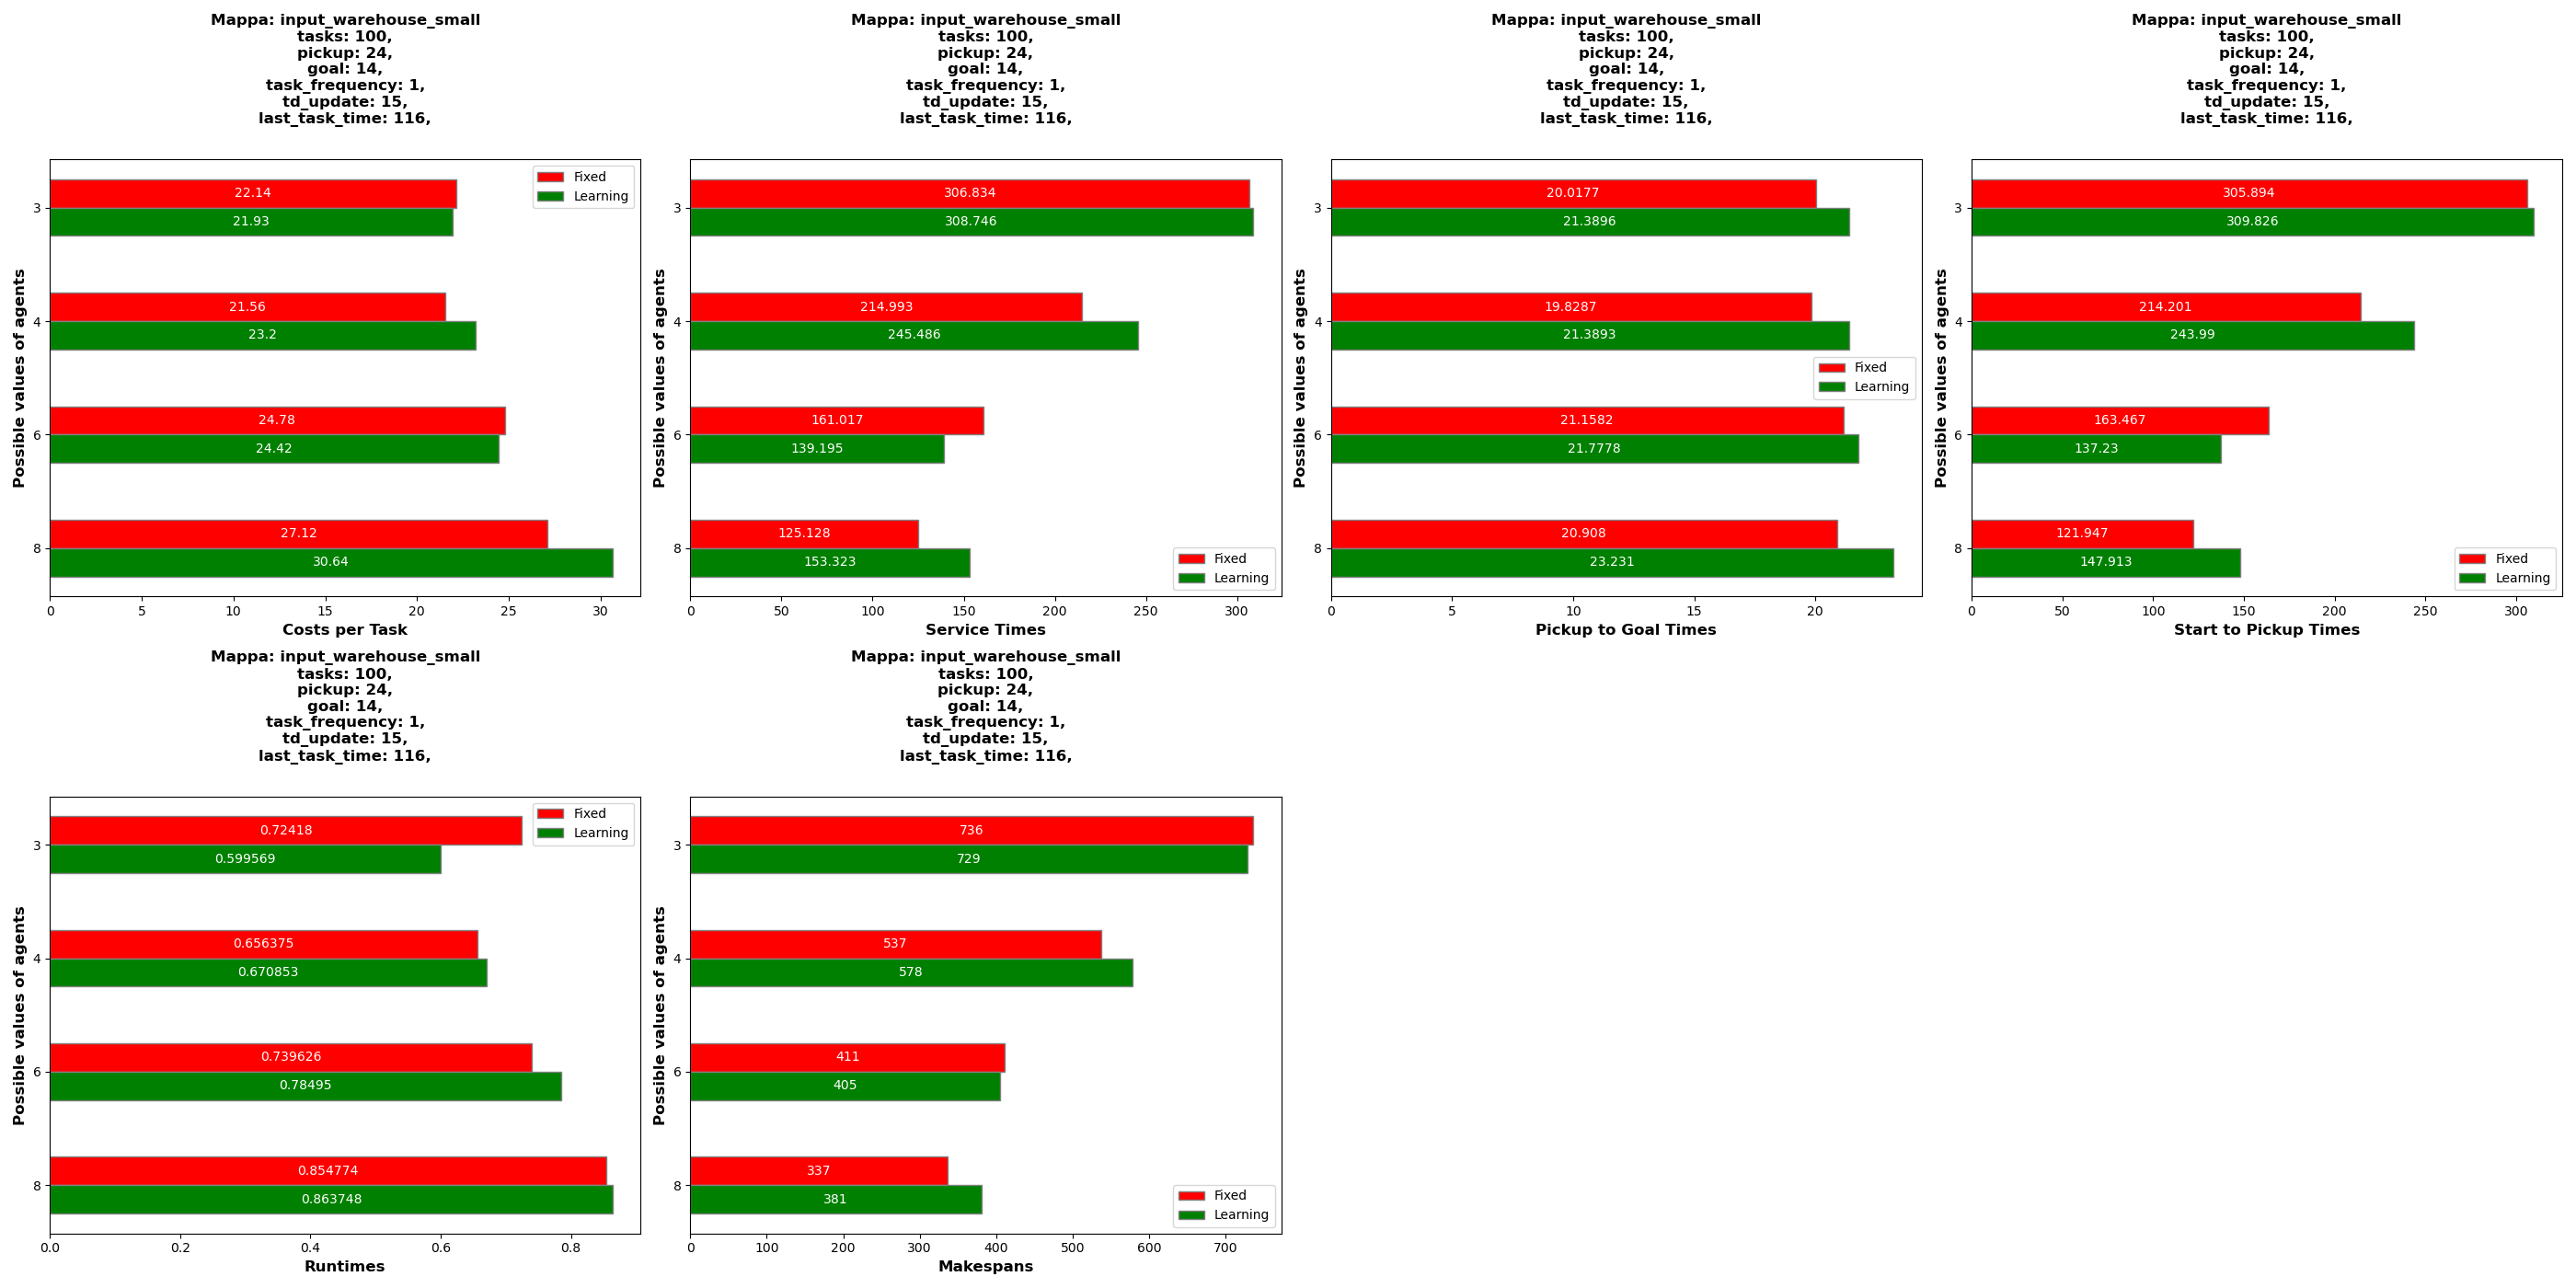 Mappa: input_warehouse_small
tasks: 100,
pickup: 24,
goal: 14,
task_frequency: 1,
td_update: 15,
last_task_time: 116,
Possible values of agents
3
4
6
8
22.14
21.93
21.56
23.2
24.78
24.42
27.12
30.64
Fixed
Learning
0 5 10 15 20 25 30
Costs per Task
Mappa: input_warehouse_small
tasks: 100,
pickup: 24,
goal: 14,
task_frequency: 1,
td_update: 15,
last_task_time: 116,
Possible values of agents
3
4
6
8
306.834
308.746
214.993
245.486
161.017
139.195
125.128
153.323
Fixed
Learning
0 50 100 150 200 250 300
Service Times
Mappa: input_warehouse_small
tasks: 100,
pickup: 24,
goal: 14,
task_frequency: 1,
td_update: 15,
last_task_time: 116,
Possible values of agents
3
4
6
8
20.0177
21.3896
19.8287
21.3893
21.1582
21.7778
20.908
23.231
Fixed
Learning
0 5 10 15 20
Pickup to Goal Times
Mappa: input_warehouse_small
tasks: 100,
pickup: 24,
goal: 14,
task_frequency: 1,
td_update: 15,
last_task_time: 116,
Possible values of agents
3
4
6
8
305.894
309.826
214.201
243.99
163.467
137.23
121.947
147.913
Fixed
Learning
0 50 100 150 200 250 300
Start to Pickup Times
Mappa: input_warehouse_small
tasks: 100,
pickup: 24,
goal: 14,
task_frequency: 1,
td_update: 15,
last_task_time: 116,
Possible values of agents
3
4
6
8
0.72418
0.599569
0.656375
0.670853
0.739626
0.78495
0.854774
0.863748
Fixed
Learning
0.0 0.2 0.4 0.6 0.8
Runtimes
Mappa: input_warehouse_small
tasks: 100,
pickup: 24,
goal: 14,
task_frequency: 1,
td_update: 15,
last_task_time: 116,
Possible values of agents
3
4
6
8
736
729
537
578
411
405
337
381
Fixed
Learning
0 100 200 300 400 500 600 700
Makespans